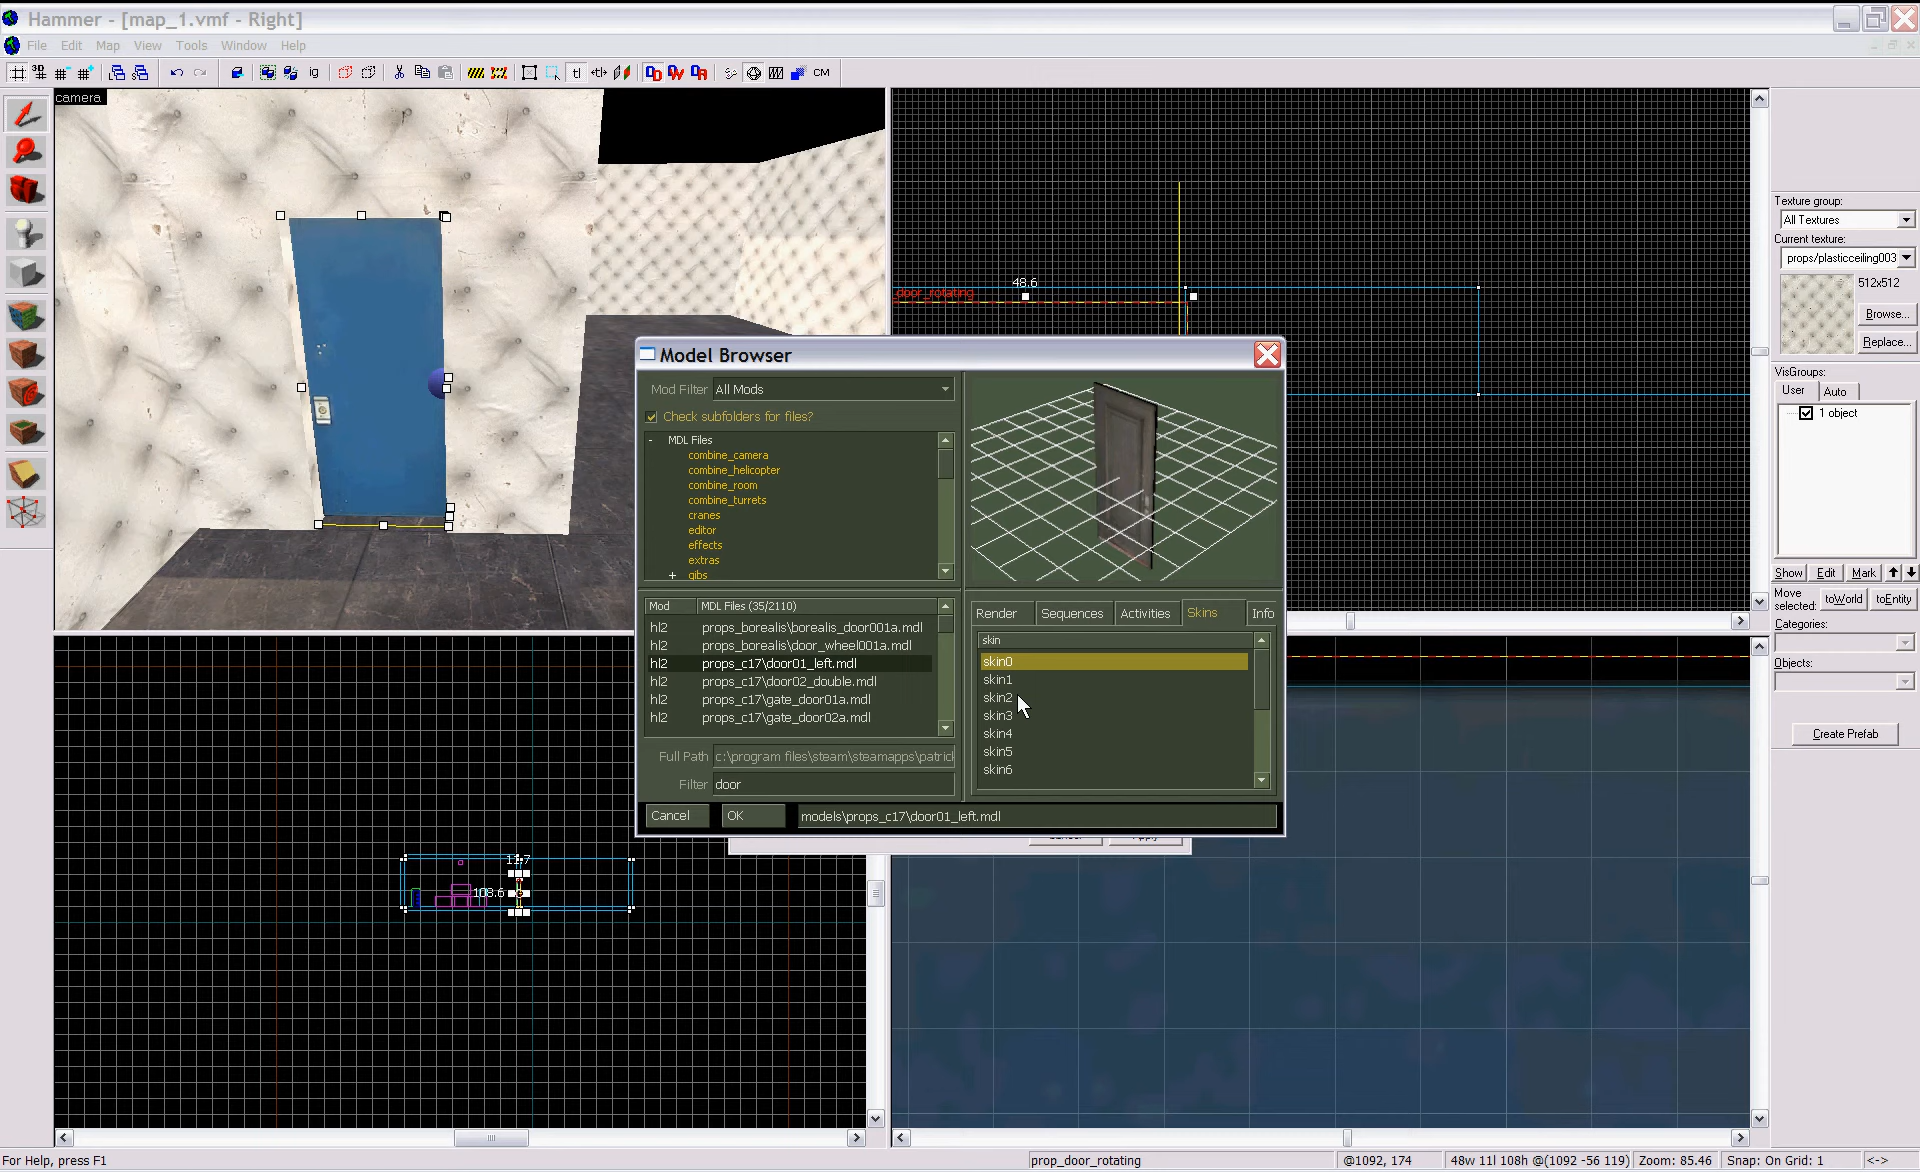 Hammer - [map_1.vmf - Right]
File Edit Map View Tools Window Help
3D ig tl CM
camera
48.6
_door_rotating
Model Browser
Mod Filter All Mods
Check subfolders for files?
- MDL Files
combine_camera
combine_helicopter
combine_room
combine_turrets
cranes
editor
effects
extras
+ gibs
Mod MDL Files (35/2110)
hl2 props_borealis\borealis_door001a.mdl
hl2 props_borealis\door_wheel001a.mdl
hl2 props_c17\door01_left.mdl
hl2 props_c17\door02_double.mdl
hl2 props_c17\gate_door01a.mdl
hl2 props_c17\gate_door02a.mdl
Full Path c:\program files\steam\steamapps\patrick
Filter door
Cancel OK models\props_c17\door01_left.mdl
Render Sequences Activities Skins Info
skin
skin0
skin1
skin2
skin3
skin4
skin5
skin6
11.7
108.6
Texture group:
All Textures
Current texture:
props/plasticceiling003
512x512
Browse...
Replace...
VisGroups:
User Auto
1 object
Show Edit Mark
Move selected: toWorld toEntity
Categories:
Objects:
Create Prefab
For Help, press F1 prop_door_rotating @1092, 174 48w 11l 108h @(1092 -56 119) Zoom: 85.46 Snap: On Grid: 1 <->